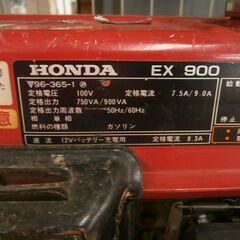 HONDA EX 900
〒96-365-1
定格電圧 100V 定格電流 7.5A/9.0A
定格出力 750VA/900VA
定格出力周波数 50Hz/60Hz
相 単相
燃料の種類 ガソリン
直流 12Vバッテリー充電用 定格電流 8.3A
意